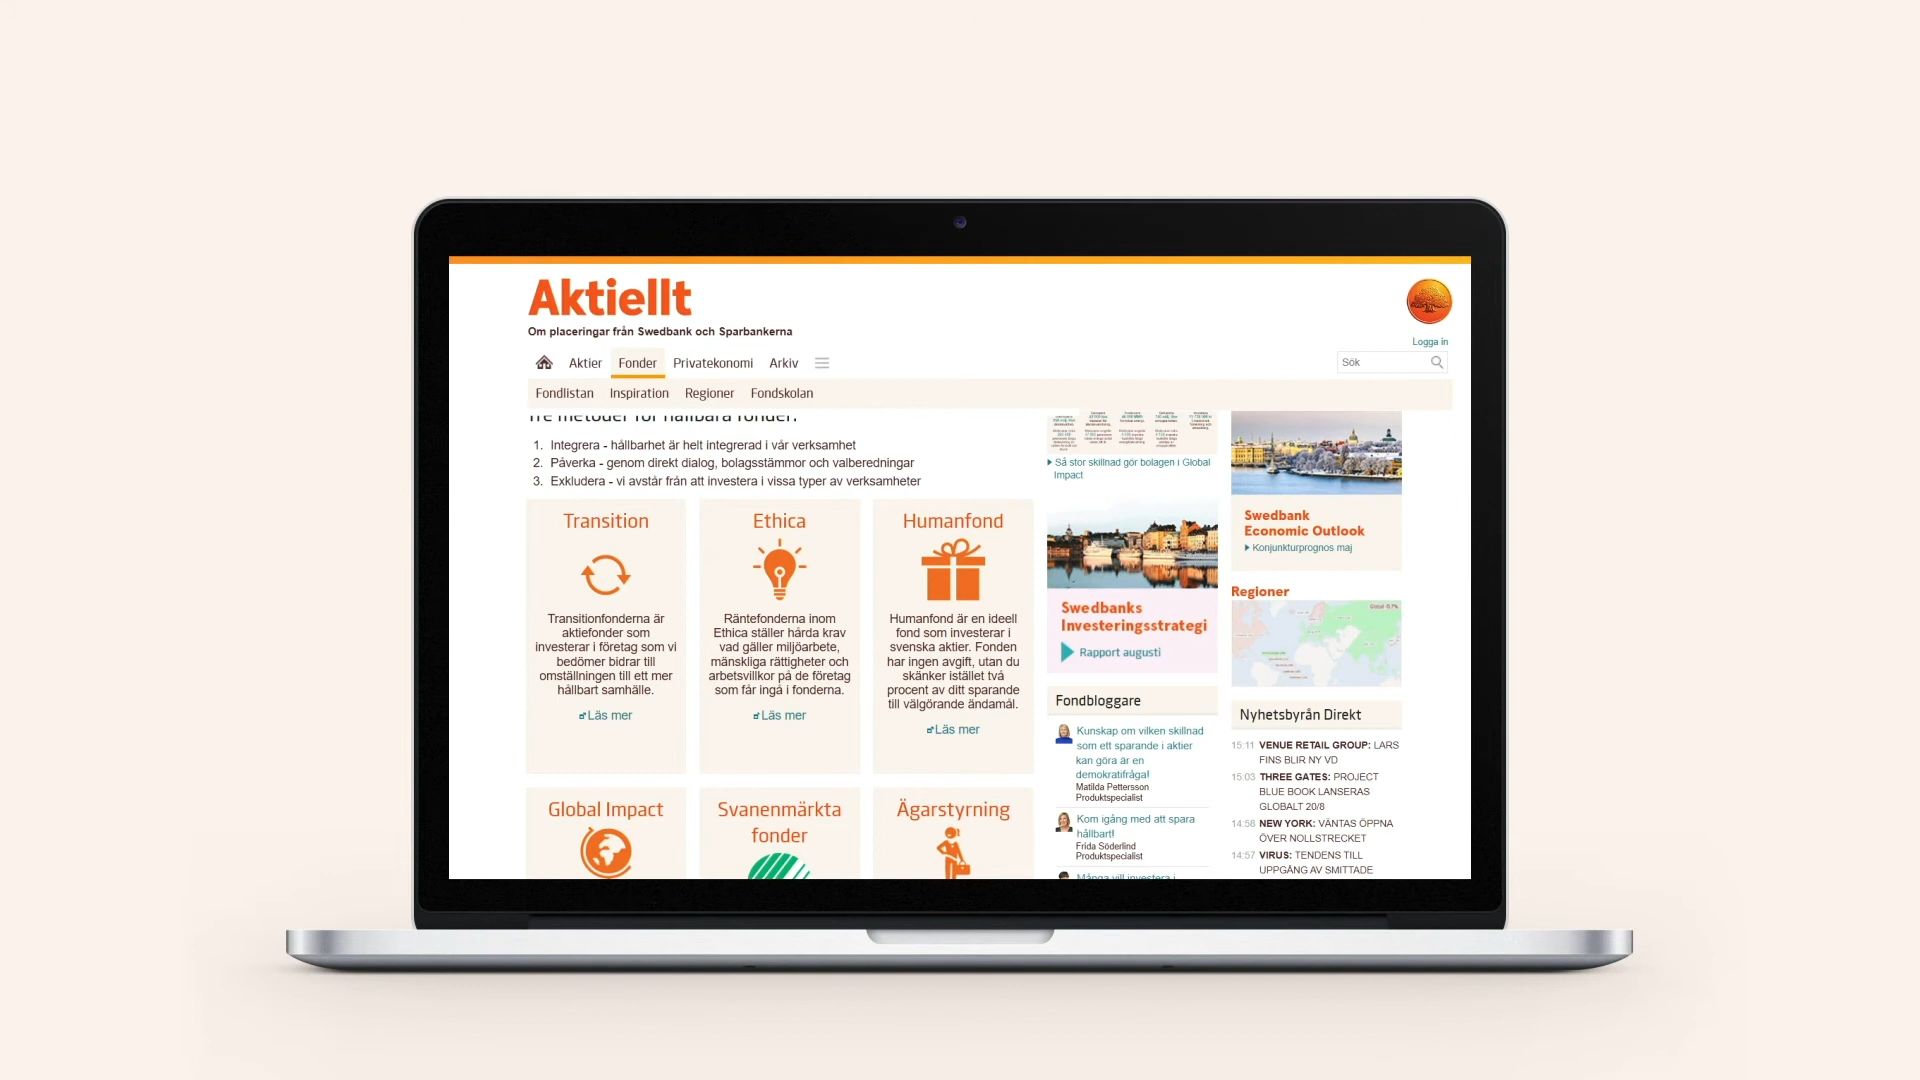 Aktiellt
Om placeringar från Swedbank och Sparbankerna
Logga in
Aktier Fonder Privatekonomi Arkiv
Sök
Fondlistan Inspiration Regioner Fondskolan
Tre metoder för hållbara fonder:
1. Integrera - hållbarhet är helt integrerad i vår verksamhet
2. Påverka - genom direkt dialog, bolagsstämmor och valberedningar
3. Exkludera - vi avstår från att investera i vissa typer av verksamheter
Transition
Transitionfonderna är
aktiefonder som
investerar i företag som vi
bedömer bidrar till
omställningen till ett mer
hållbart samhälle.
Läs mer
Ethica
Räntefonderna inom
Ethica ställer hårda krav
vad gäller miljöarbete,
mänskliga rättigheter och
arbetsvillkor på de företag
som får ingå i fonderna.
Läs mer
Humanfond
Humanfond är en ideell
fond som investerar i
svenska aktier. Fonden
har ingen avgift, utan du
skänker istället två
procent av ditt sparande
till välgörande ändamål.
Läs mer
Global Impact
Svanenmärkta
fonder
Ägarstyrning
Så stor skillnad gör bolagen i Global
Impact
Swedbanks
Investeringsstrategi
Rapport augusti
Fondbloggare
Kunskap om vilken skillnad
som ett sparande i aktier
kan göra är en
demokratifråga!
Matilda Pettersson
Produktspecialist
Kom igång med att spara
hållbart!
Frida Söderlind
Produktspecialist
Många vill investera i
Swedbank
Economic Outlook
Konjunkturprognos maj
Regioner
Nyhetsbyrån Direkt
15:11 VENUE RETAIL GROUP: LARS
FINS BLIR NY VD
15:03 THREE GATES: PROJECT
BLUE BOOK LANSERAS
GLOBALT 20/8
14:58 NEW YORK: VÄNTAS ÖPPNA
ÖVER NOLLSTRECKET
14:57 VIRUS: TENDENS TILL
UPPGÅNG AV SMITTADE